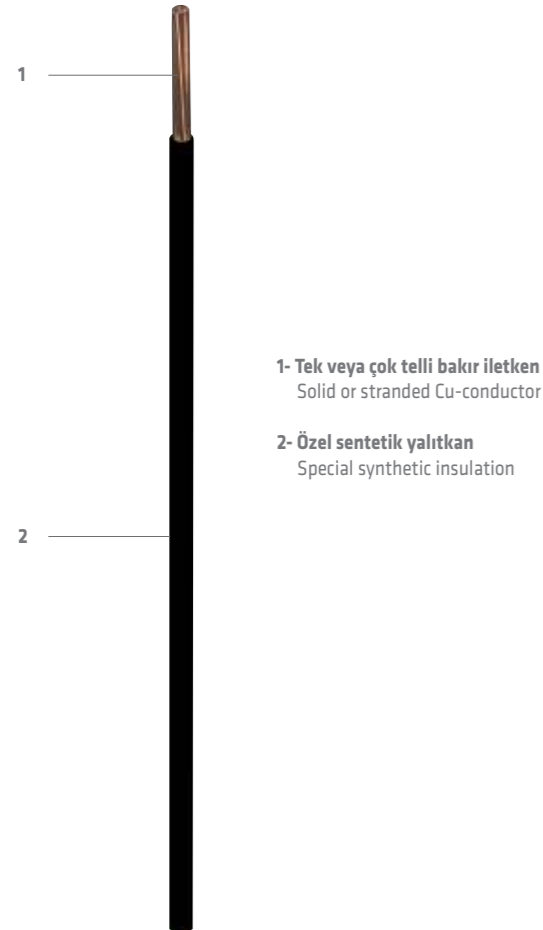 1
1- Tek veya çok telli bakır iletken
Solid or stranded Cu-conductor
2- Özel sentetik yalıtkan
Special synthetic insulation
2